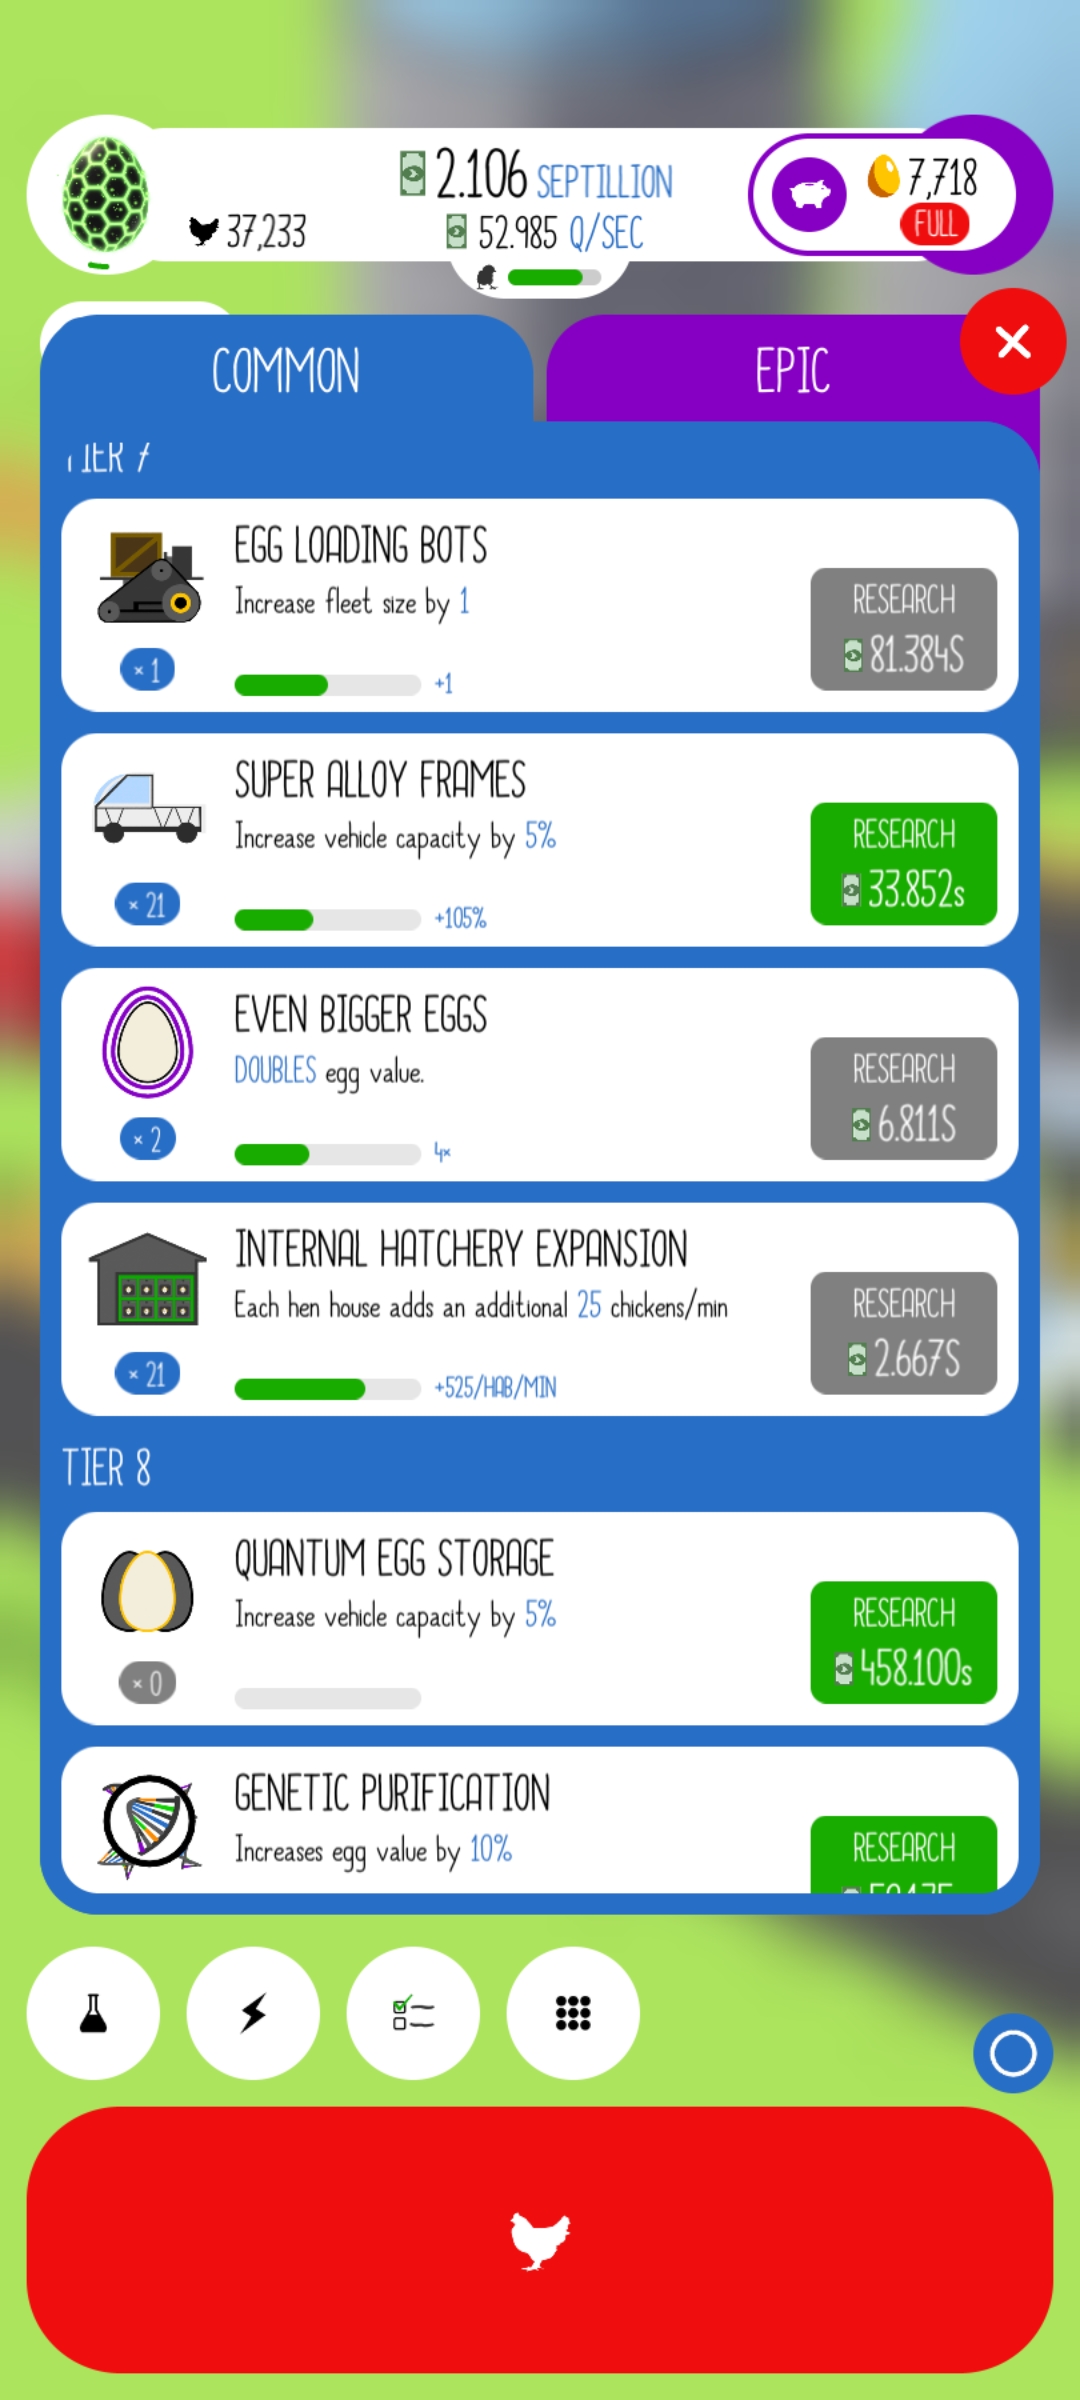 2.106 SEPTILLION
37,233
52.985 Q/SEC
7,718
FULL
COMMON
EPIC
TIER 7
EGG LOADING BOTS
Increase fleet size by 1
RESEARCH
81.384S
× 1
+1
SUPER ALLOY FRAMES
Increase vehicle capacity by 5%
RESEARCH
33.852s
× 21
+105%
EVEN BIGGER EGGS
DOUBLES egg value.
RESEARCH
6.811S
× 2
4×
INTERNAL HATCHERY EXPANSION
Each hen house adds an additional 25 chickens/min
RESEARCH
2.667S
× 21
+525/HAB/MIN
TIER 8
QUANTUM EGG STORAGE
Increase vehicle capacity by 5%
RESEARCH
458.100s
× 0
GENETIC PURIFICATION
Increases egg value by 10%
RESEARCH